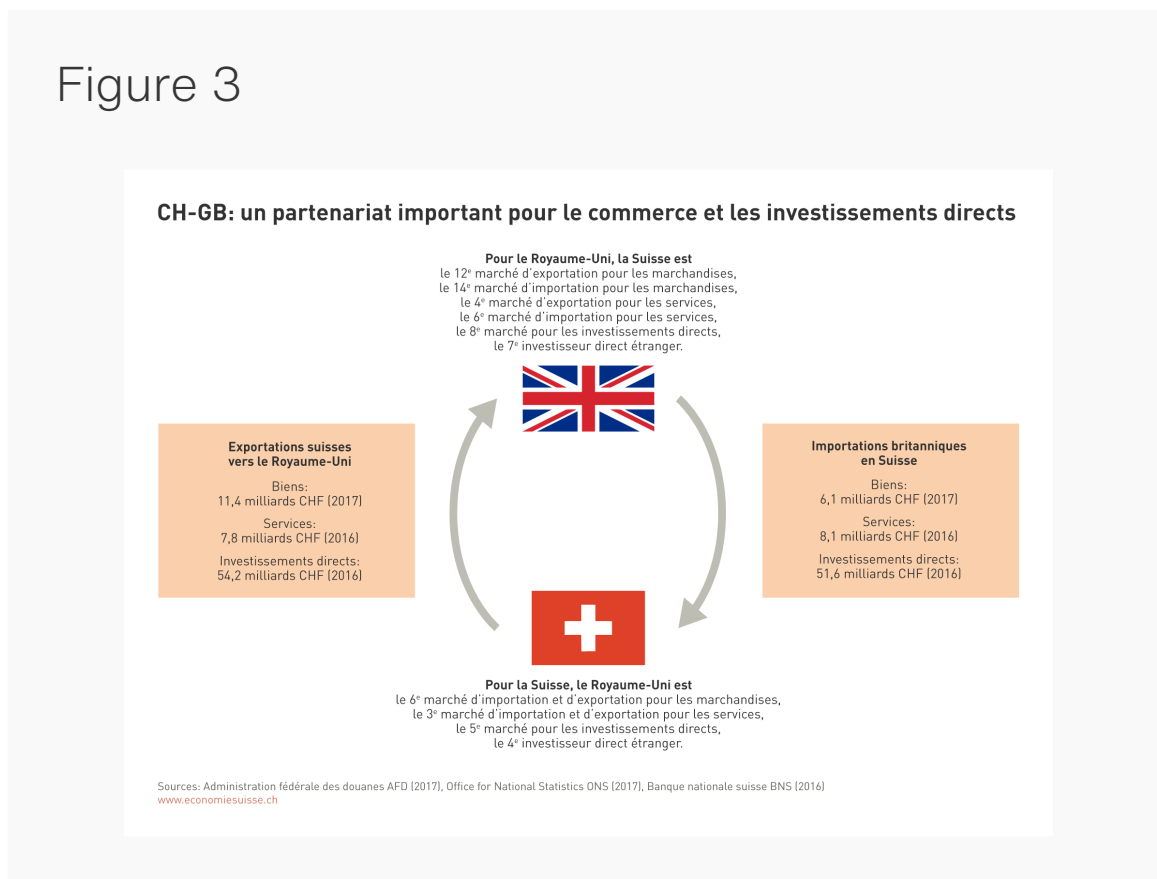 Figure 3
CH-GB: un partenariat important pour le commerce et les investissements directs
Pour le Royaume-Uni, la Suisse est
le 12ᵉ marché d'exportation pour les marchandises,
le 14ᵉ marché d'importation pour les marchandises,
le 4ᵉ marché d'exportation pour les services,
le 6ᵉ marché d'importation pour les services,
le 8ᵉ marché pour les investissements directs,
le 7ᵉ investisseur direct étranger.
Exportations suisses
vers le Royaume-Uni
Biens:
11,4 milliards CHF (2017)
Services:
7,8 milliards CHF (2016)
Investissements directs:
54,2 milliards CHF (2016)
Importations britanniques
en Suisse
Biens:
6,1 milliards CHF (2017)
Services:
8,1 milliards CHF (2016)
Investissements directs:
51,6 milliards CHF (2016)
Pour la Suisse, le Royaume-Uni est
le 6ᵉ marché d'importation et d'exportation pour les marchandises,
le 3ᵉ marché d'importation et d'exportation pour les services,
le 5ᵉ marché pour les investissements directs,
le 4ᵉ investisseur direct étranger.
Sources: Administration fédérale des douanes AFD (2017), Office for National Statistics ONS (2017), Banque nationale suisse BNS (2016)
www.economiesuisse.ch